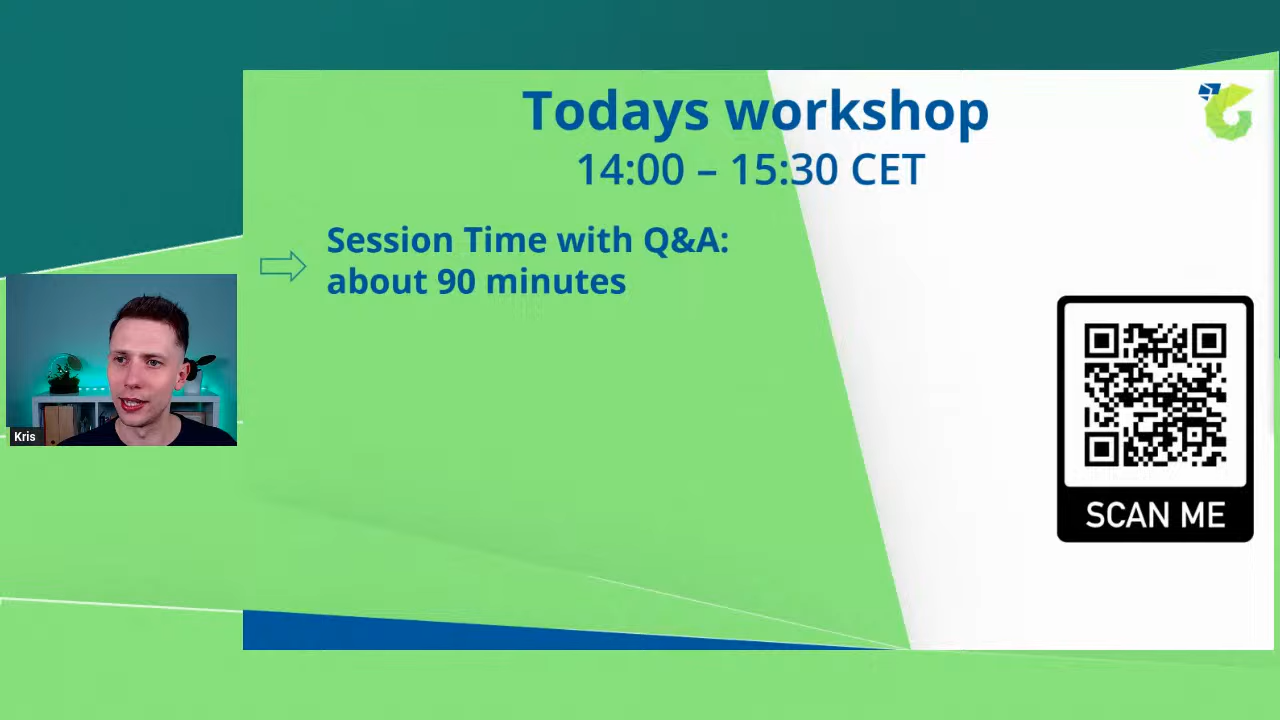 Todays workshop
14:00 – 15:30 CET
Session Time with Q&A:
about 90 minutes
Kris
SCAN ME